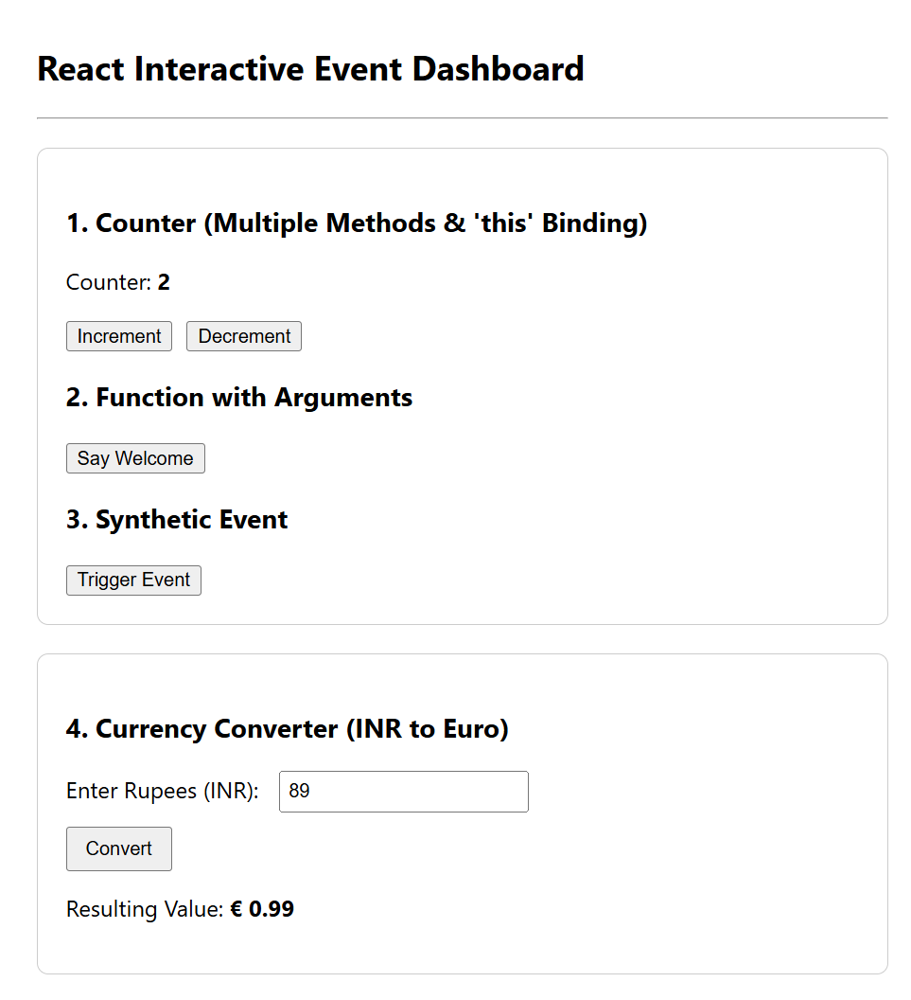 React Interactive Event Dashboard
1. Counter (Multiple Methods & 'this' Binding)
Counter: 2
Increment Decrement
2. Function with Arguments
Say Welcome
3. Synthetic Event
Trigger Event
4. Currency Converter (INR to Euro)
Enter Rupees (INR): 89
Convert
Resulting Value: € 0.99